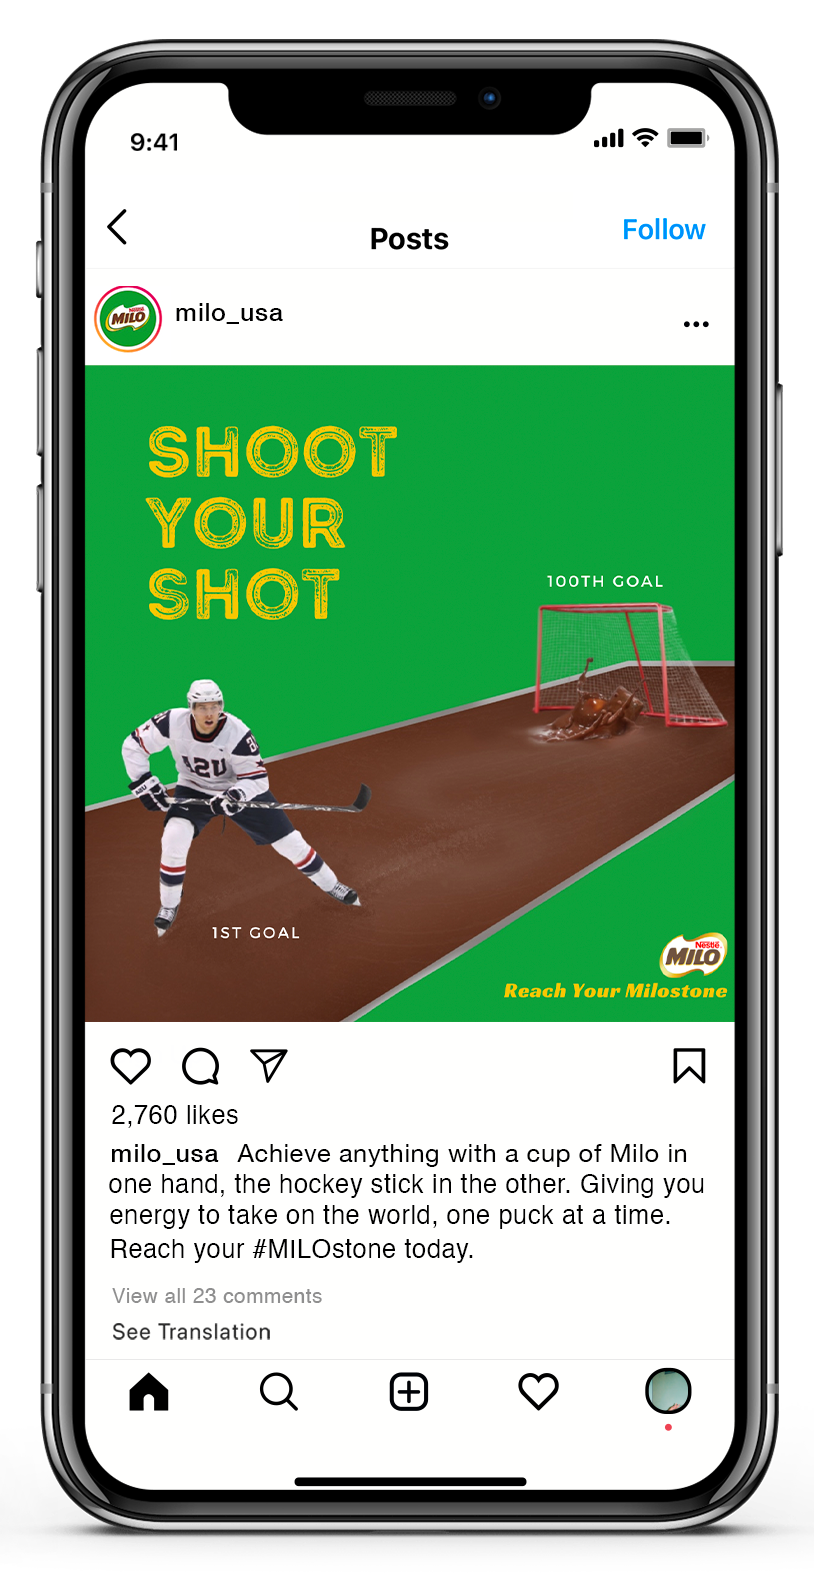 9:41
Posts
Follow
Nestlé
MILO
milo_usa
SHOOT
YOUR
SHOT
100TH GOAL
1ST GOAL
Nestlé
MILO
Reach Your Milostone
2,760 likes
milo_usa Achieve anything with a cup of Milo in
one hand, the hockey stick in the other. Giving you
energy to take on the world, one puck at a time.
Reach your #MILOstone today.
View all 23 comments
See Translation